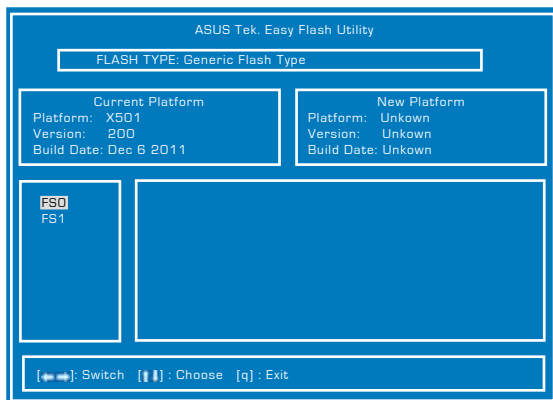 ASUS Tek. Easy Flash Utility
FLASH TYPE: Generic Flash Type
Current Platform
Platform: X501
Version: 200
Build Date: Dec 6 2011
New Platform
Platform: Unkown
Version: Unkown
Build Date: Unkown
FS0
FS1
[←→]: Switch [↑↓] : Choose [q] : Exit